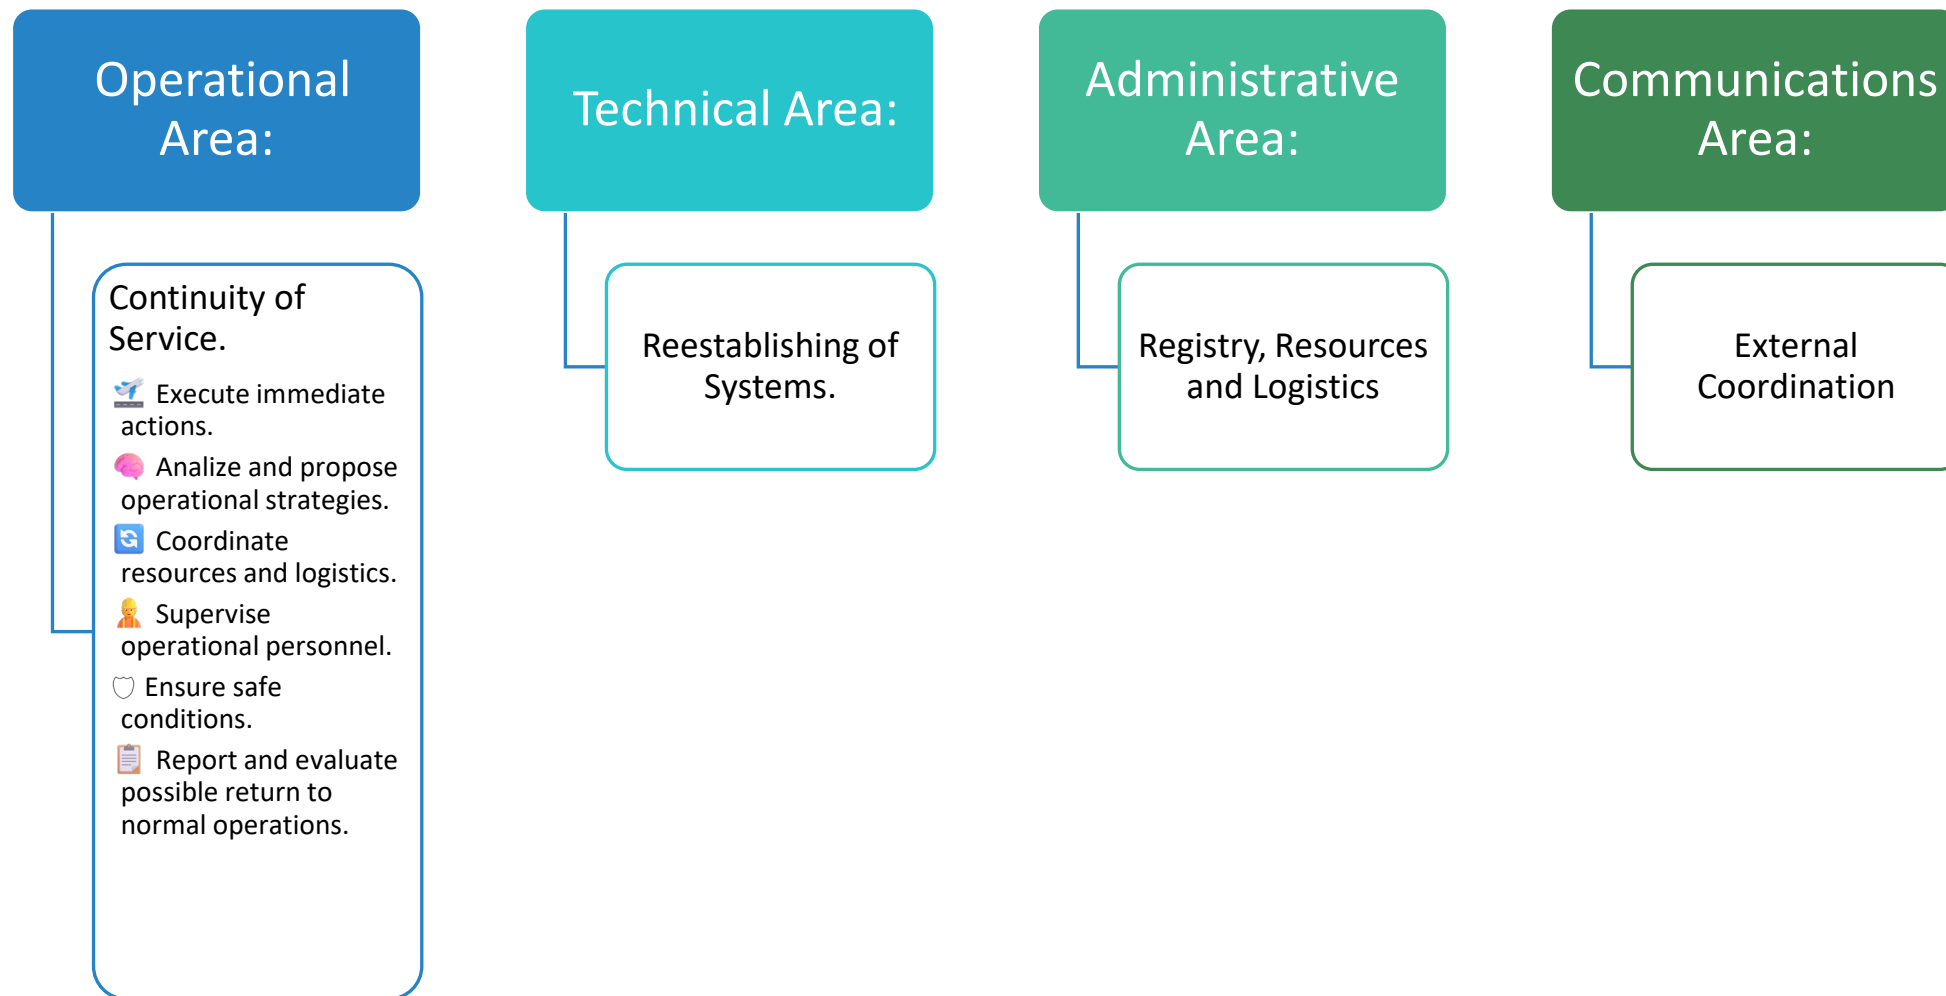 Operational
Area:
Continuity of
Service.
Execute immediate
actions.
Analize and propose
operational strategies.
Coordinate
resources and logistics.
Supervise
operational personnel.
Ensure safe
conditions.
Report and evaluate
possible return to
normal operations.
Technical Area:
Reestablishing of
Systems.
Administrative
Area:
Registry, Resources
and Logistics
Communications
Area:
External
Coordination